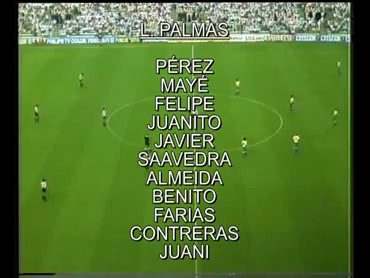 L. PALMAS
PÉREZ
MAYÉ
FELIPE
JUANITO
JAVIER
SAAVEDRA
ALMEIDA
BENITO
FARIAS
CONTRERAS
JUANI